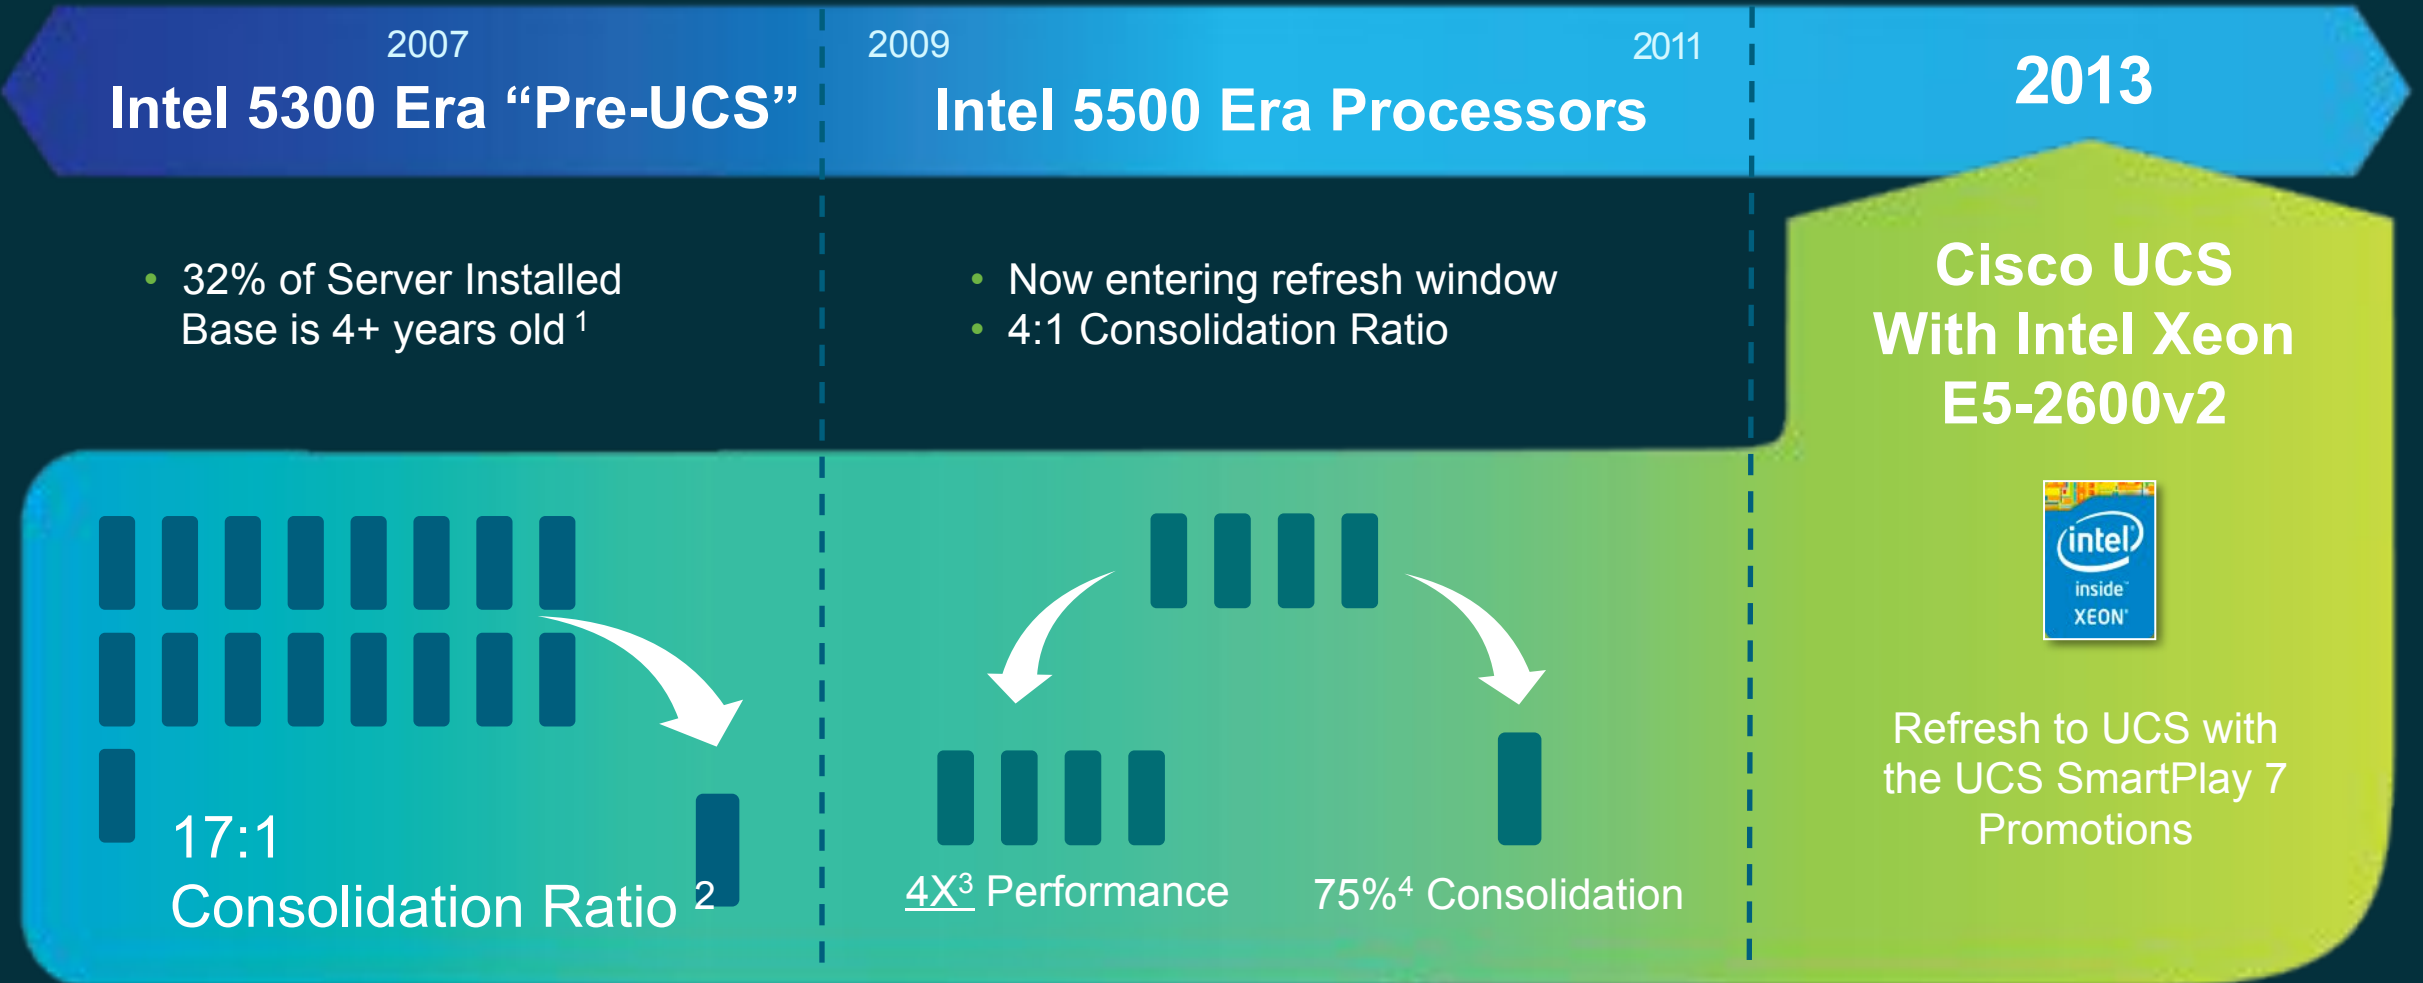 2007
Intel 5300 Era “Pre-UCS”
2009
2011
Intel 5500 Era Processors
2013
• 32% of Server Installed
Base is 4+ years old 1
• Now entering refresh window
• 4:1 Consolidation Ratio
Cisco UCS
With Intel Xeon
E5-2600v2
intel
inside™
XEON®
17:1
Consolidation Ratio 2
4X3 Performance
75%4 Consolidation
Refresh to UCS with
the UCS SmartPlay 7
Promotions